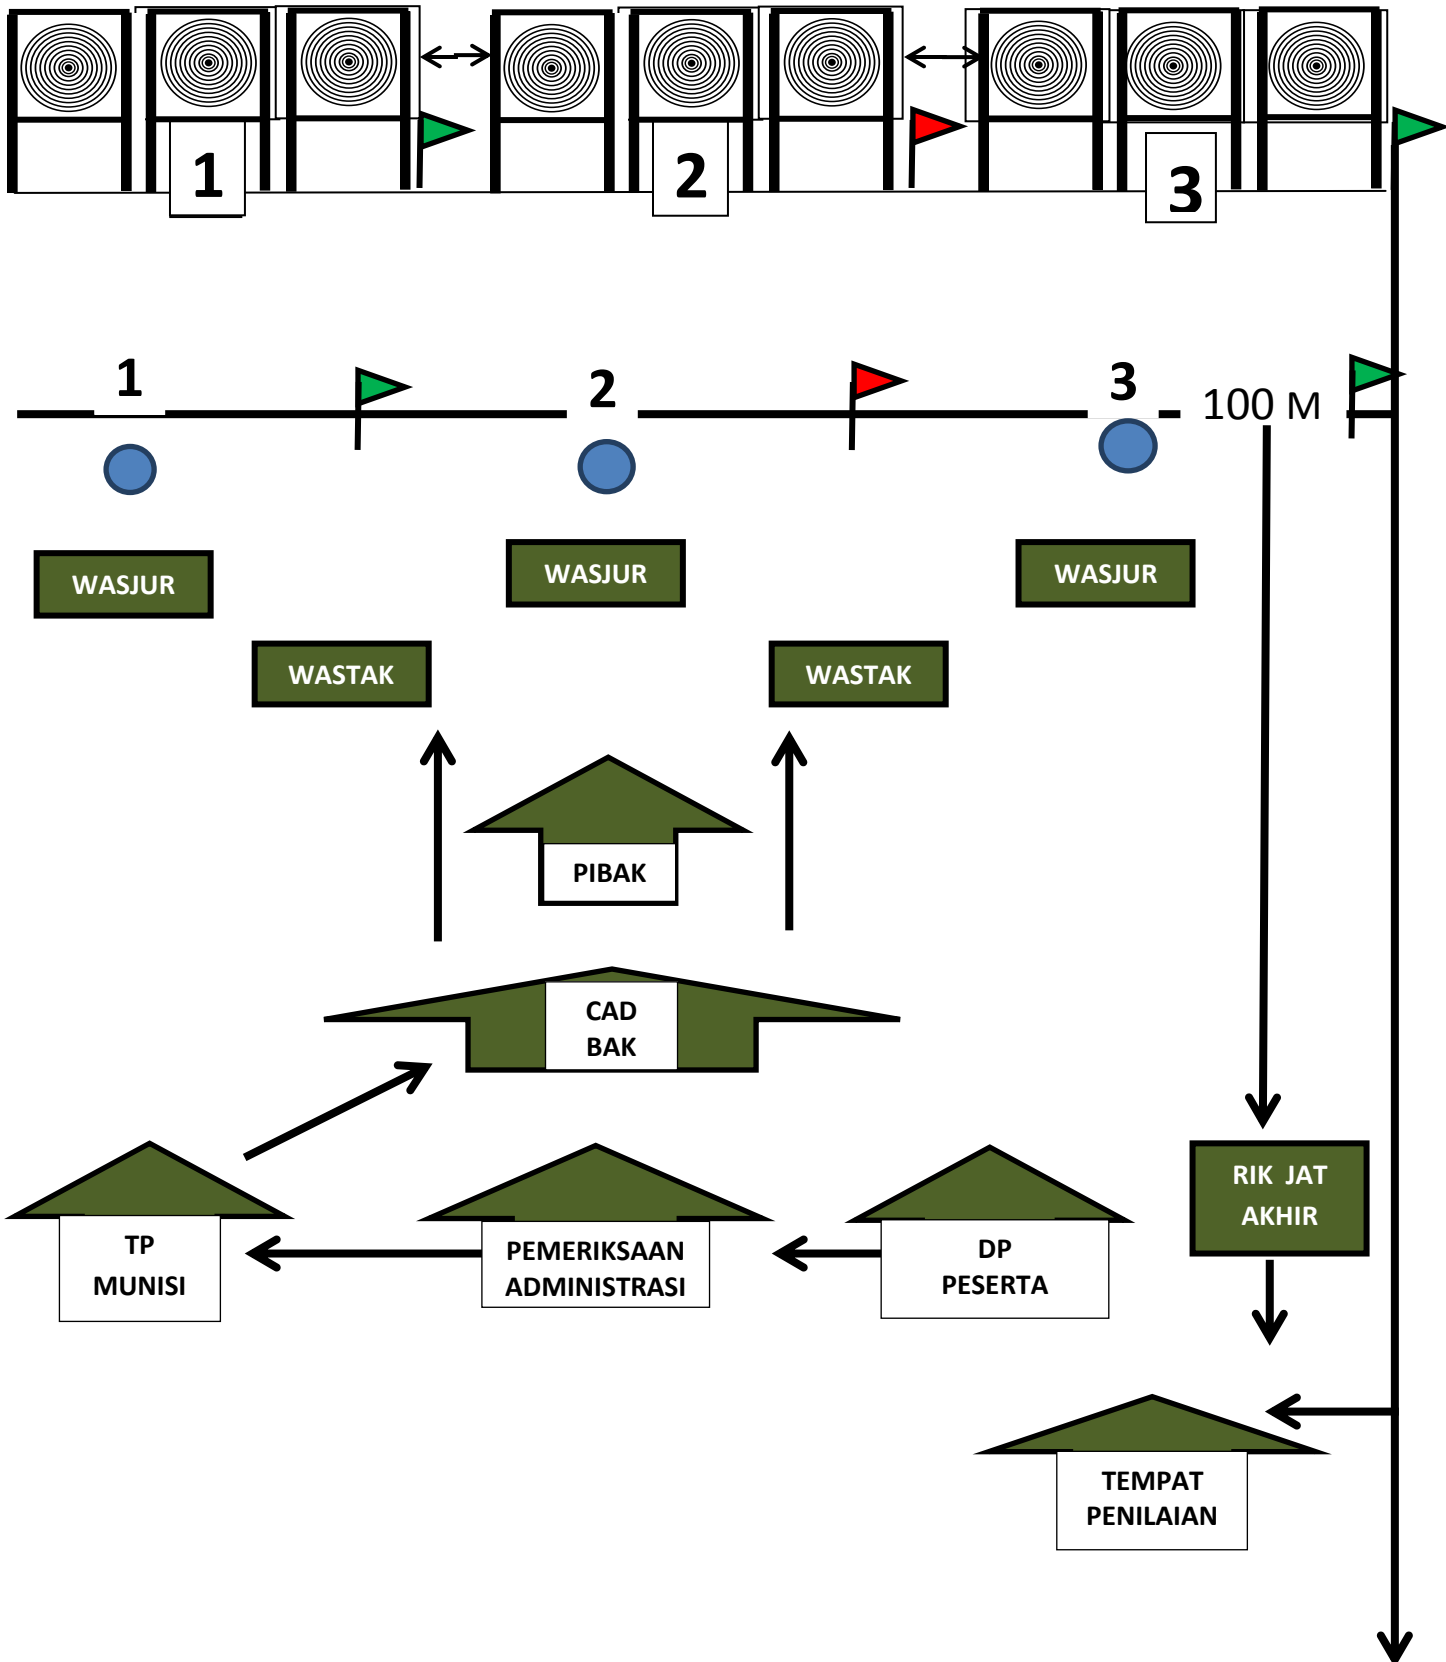 1
2
3
1
2
3
100 M
WASJUR
WASJUR
WASJUR
WASTAK
WASTAK
PIBAK
CAD
BAK
TP
MUNISI
PEMERIKSAAN
ADMINISTRASI
DP
PESERTA
RIK JAT
AKHIR
TEMPAT
PENILAIAN